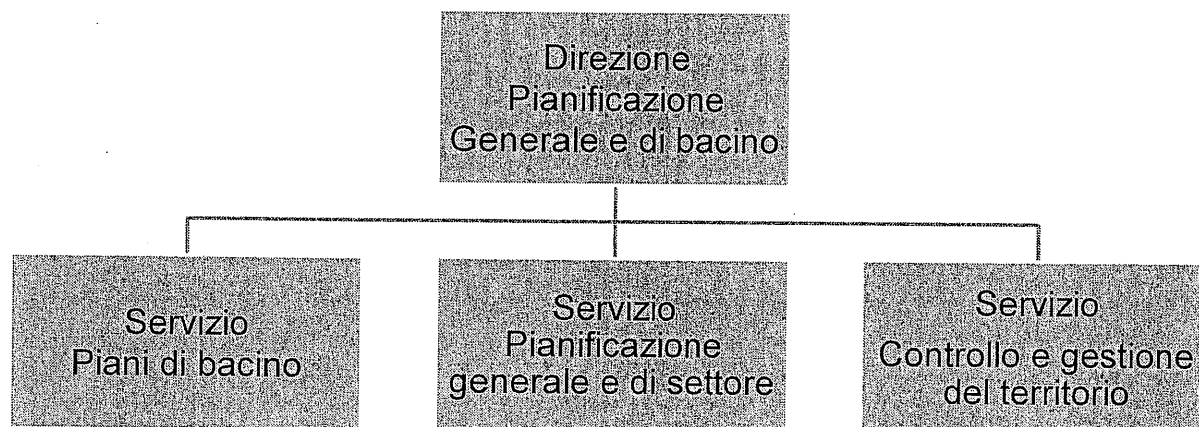 Direzione
Pianificazione
Generale e di bacino
Servizio
Piani di bacino
Servizio
Pianificazione
generale e di settore
Servizio
Controllo e gestione
del territorio